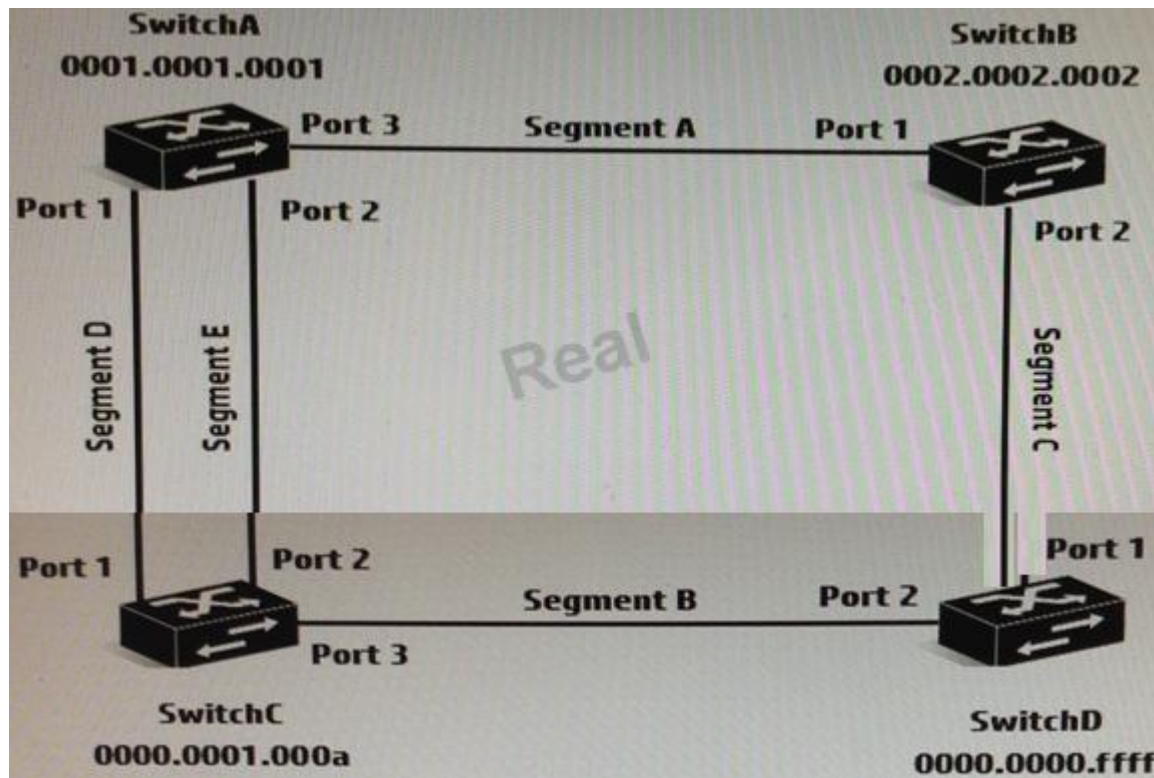 SwitchA
0001.0001.0001
SwitchB
0002.0002.0002
Port 3
Segment A
Port 1
Port 1
Port 2
Port 2
Segment D
Segment E
Real
Segment C
Port 1
Port 2
Segment B
Port 2
Port 1
Port 3
SwitchC
0000.0001.000a
SwitchD
0000.0000.ffff